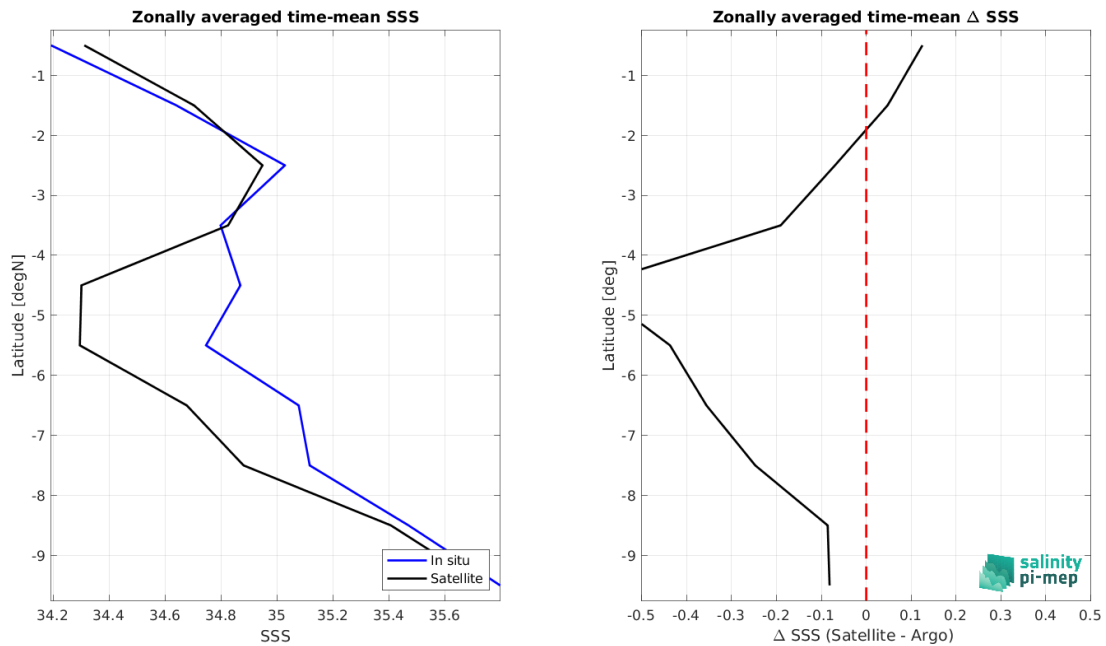 Zonally averaged time-mean SSS
-1
-2
-3
-4
-5
-6
-7
-8
-9
Latitude [degN]
34.2 34.4 34.6 34.8 35 35.2 35.4 35.6
SSS
In situ
Satellite
Zonally averaged time-mean Δ SSS
-1
-2
-3
-4
-5
-6
-7
-8
-9
Latitude [deg]
-0.5 -0.4 -0.3 -0.2 -0.1 0 0.1 0.2 0.3 0.4 0.5 0.5
Δ SSS (Satellite - Argo)
salinity
pi-mep